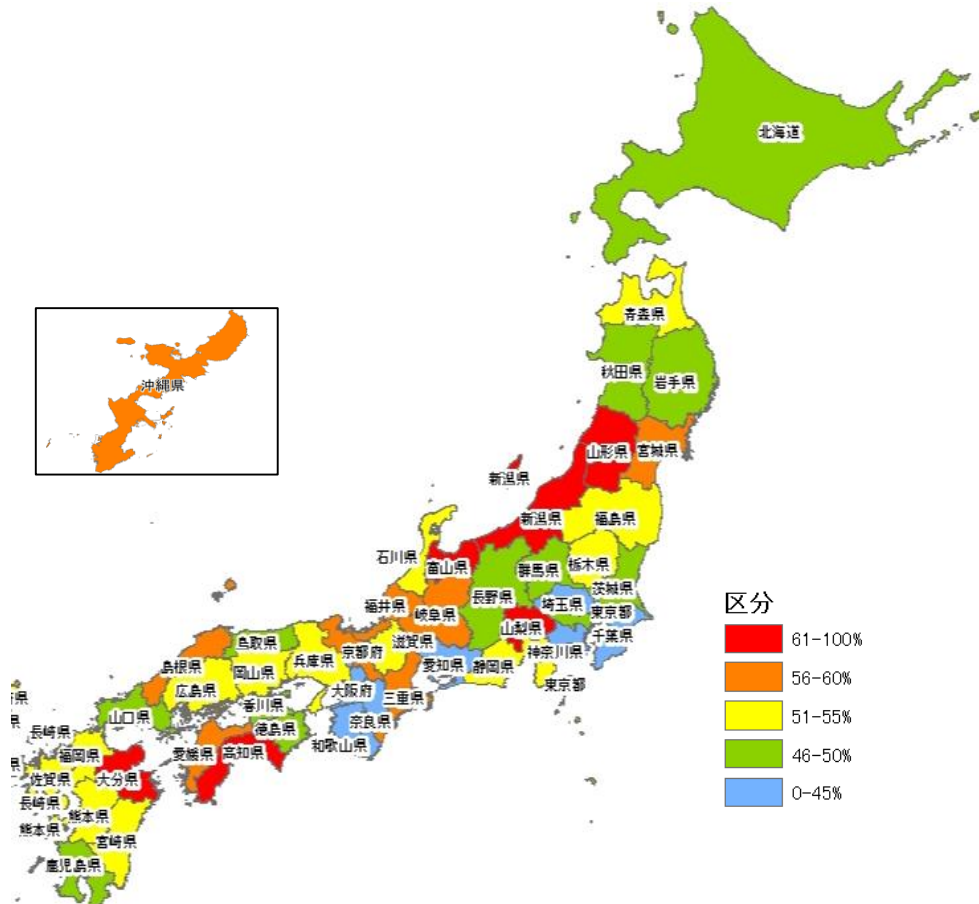 北海道
青森県
秋田県
岩手県
沖縄県
山形県
宮城県
新潟県
新潟県
福島県
石川県
富山県
群馬県
栃木県
茨城県
福井県
岐阜県
長野県
埼玉県
東京都
山梨県
千葉県
鳥取県
京都府
滋賀県
愛知県
静岡県
神奈川県
島根県
岡山県
兵庫県
広島県
大阪府
三重県
東京都
香川県
山口県
徳島県
奈良県
和歌山県
長崎県
福岡県
愛媛県
高知県
佐賀県
大分県
長崎県
熊本県
熊本県
宮崎県
鹿児島県
区分
61-100%
56-60%
51-55%
46-50%
0-45%